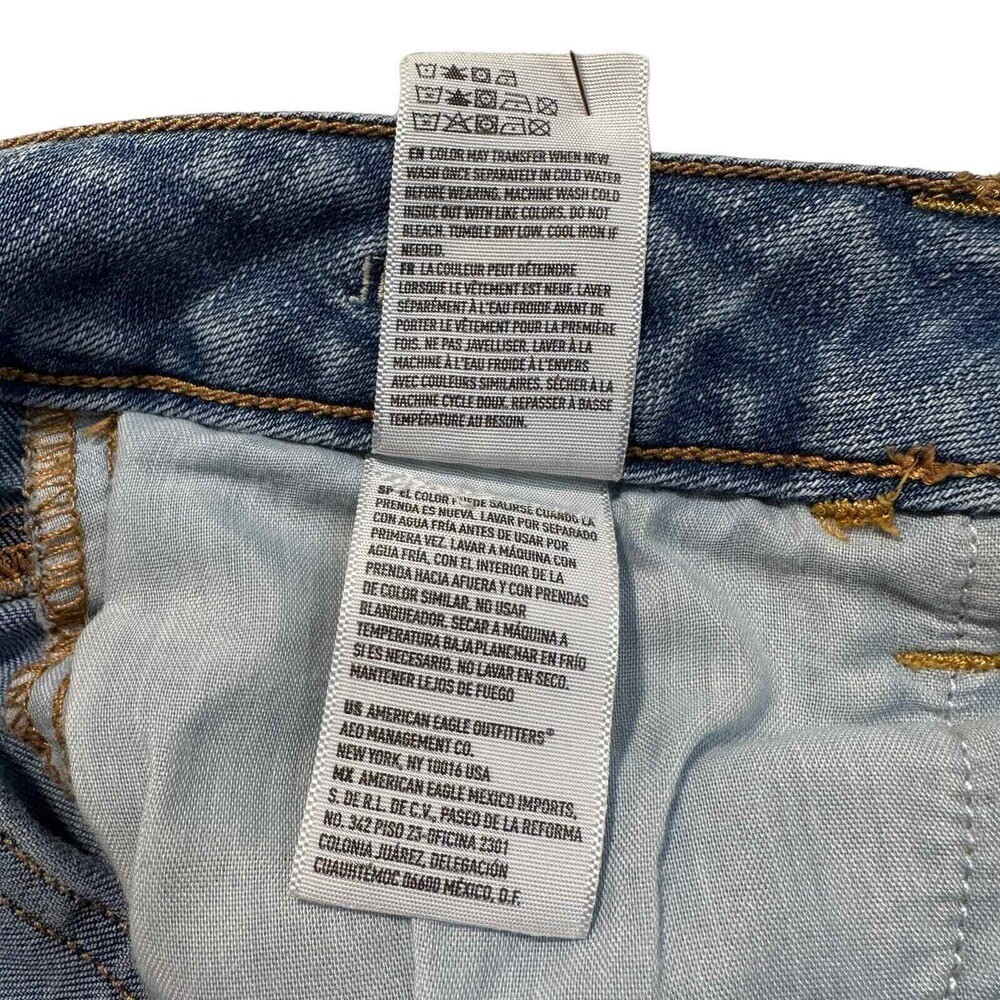 EN COLOR MAY TRANSFER WHEN NEW
WASH ONCE SEPARATELY IN COLD WATER
BEFORE WEARING. MACHINE WASH COLD
INSIDE OUT WITH LIKE COLORS. DO NOT
BLEACH. TUMBLE DRY LOW. COOL IRON IF
NEEDED.
FR LA COULEUR PEUT DÉTEINDRE
LORSQUE LE VÊTEMENT EST NEUF. LAVER
SÉPARÉMENT À L'EAU FROIDE AVANT DE
PORTER LE VÊTEMENT POUR LA PREMIÈRE
FOIS. NE PAS JAVELLISER. LAVER À LA
MACHINE À L'EAU FROIDE À L'ENVERS
AVEC COULEURS SIMILAIRES. SÉCHER À LA
MACHINE CYCLE DOUX. REPASSER À BASSE
TEMPÉRATURE AU BESOIN.
SP EL COLOR PUEDE SALIRSE CUANDO LA
PRENDA ES NUEVA. LAVAR POR SEPARADO
CON AGUA FRÍA ANTES DE USAR POR
PRIMERA VEZ. LAVAR A MÁQUINA CON
AGUA FRÍA, CON EL INTERIOR DE LA
PRENDA HACIA AFUERA Y CON PRENDAS
DE COLOR SIMILAR. NO USAR
BLANQUEADOR. SECAR A MÁQUINA A
TEMPERATURA BAJA PLANCHAR EN FRÍO
SI ES NECESARIO. NO LAVAR EN SECO.
MANTENER LEJOS DE FUEGO
US AMERICAN EAGLE OUTFITTERS®
AEO MANAGEMENT CO.
NEW YORK, NY 10016 USA
MX AMERICAN EAGLE MEXICO IMPORTS,
S. DE R.L. DE C.V., PASEO DE LA REFORMA
NO. 342 PISO 23-OFICINA 2301
COLONIA JUÁREZ, DELEGACIÓN
CUAUHTÉMOC 06600 MÉXICO, D.F.